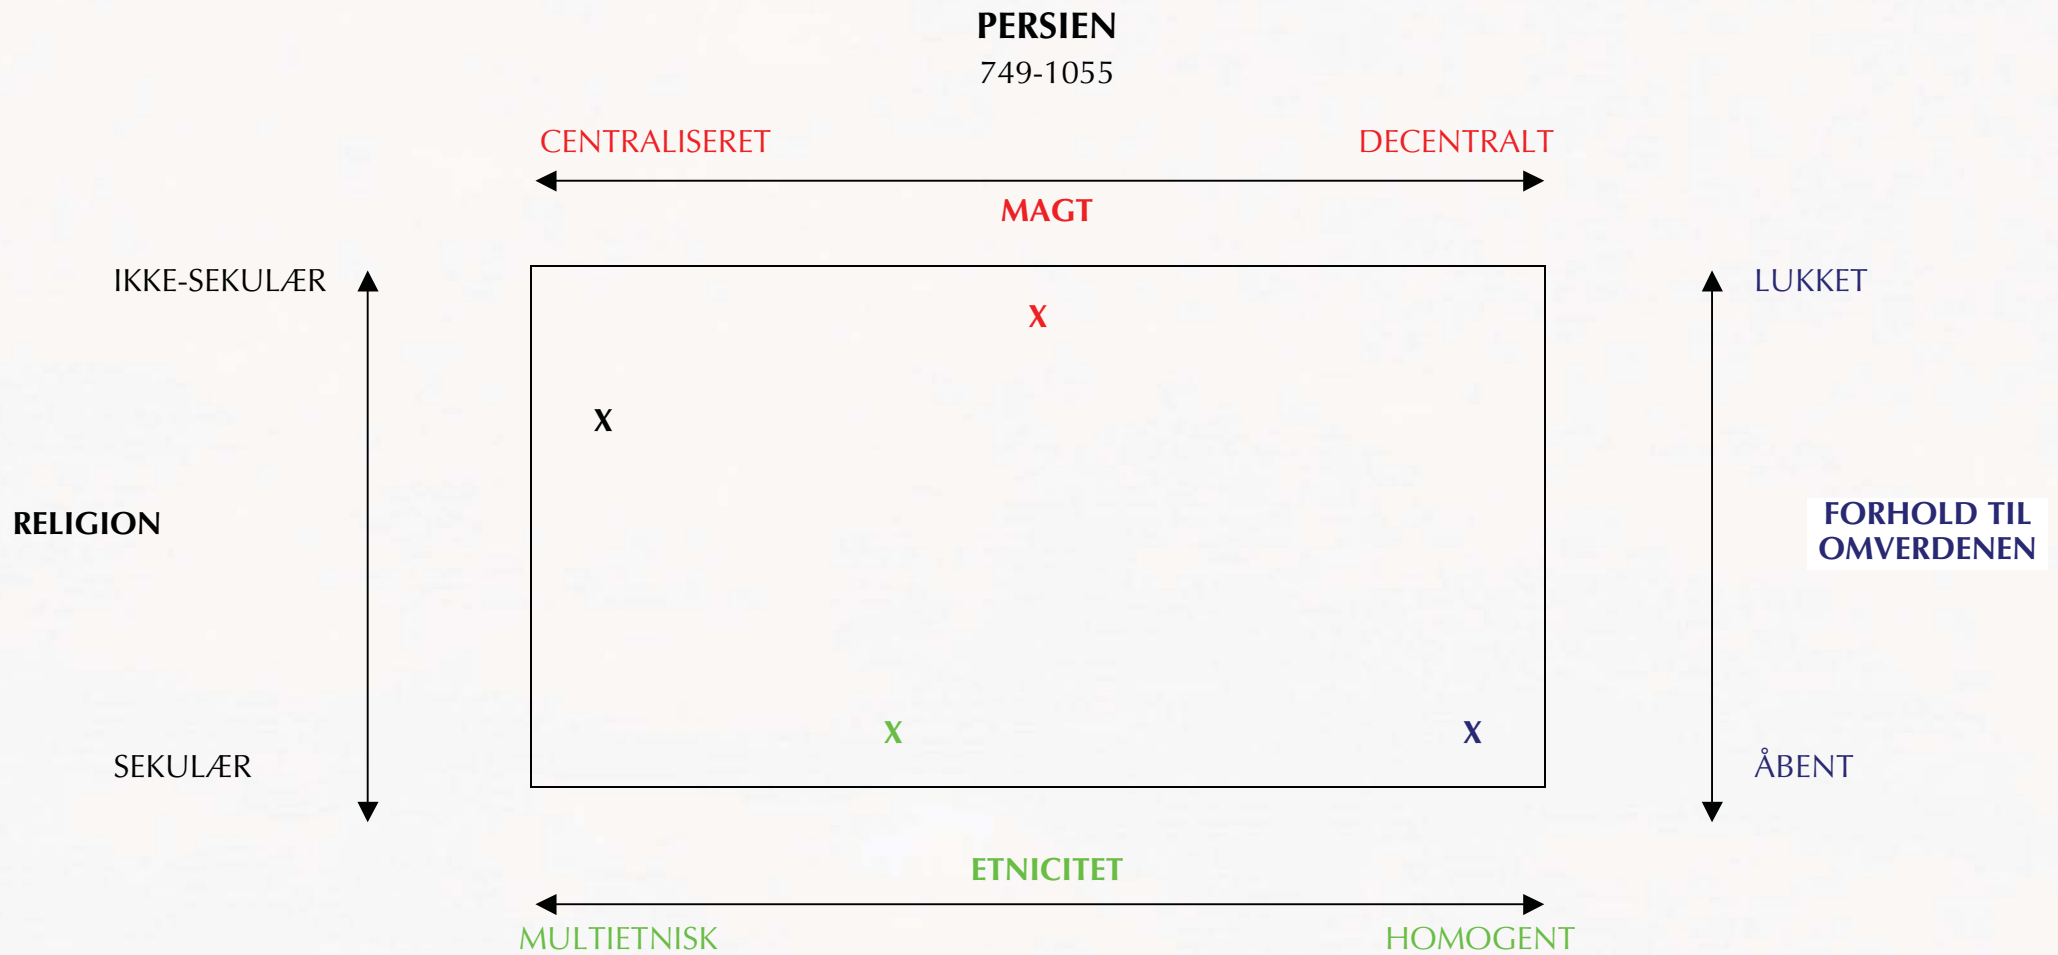 PERSIEN
749-1055
CENTRALISERET
DECENTRALT
MAGT
IKKE-SEKULÆR
LUKKET
X
X
RELIGION
FORHOLD TIL
OMVERDENEN
X
X
SEKULÆR
ÅBENT
ETNICITET
MULTIETNISK
HOMOGENT